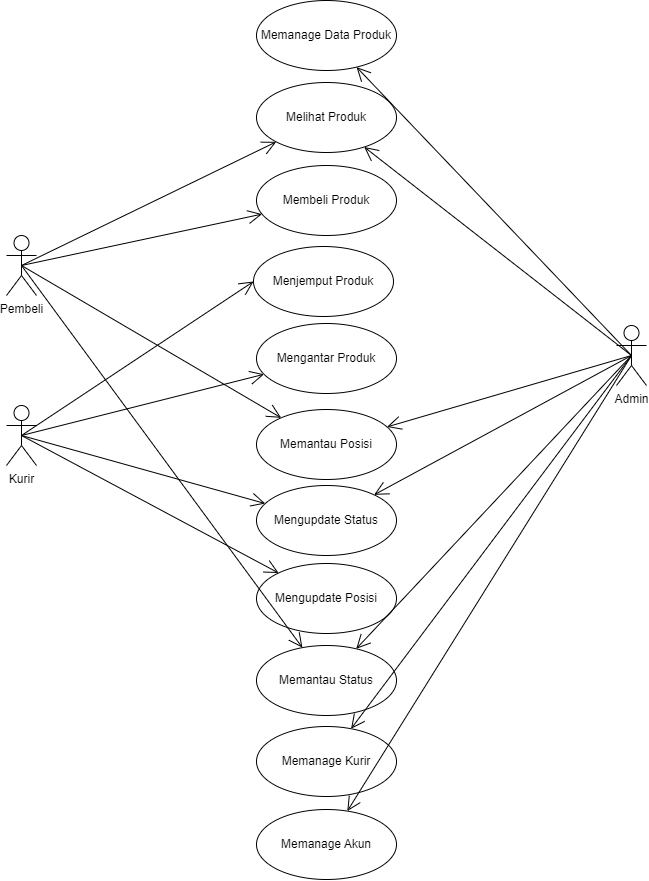 Memanage Data Produk
Melihat Produk
Membeli Produk
Menjemput Produk
Pembeli
Mengantar Produk
Admin
Memantau Posisi
Kurir
Mengupdate Status
Mengupdate Posisi
Memantau Status
Memanage Kurir
Memanage Akun